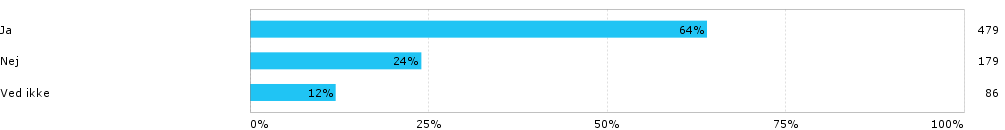 Ja 64% 479
Nej 24% 179
Ved ikke 12% 86
0% 25% 50% 75% 100%